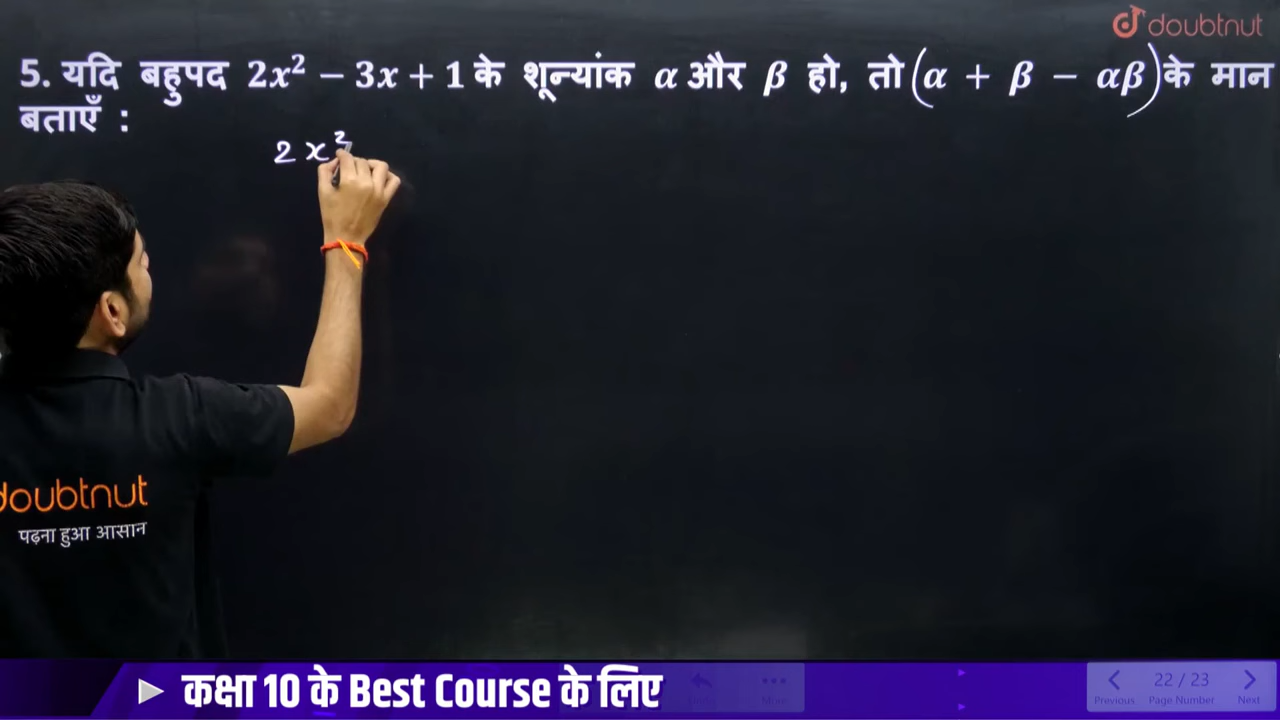 doubtnut
5. यदि बहुपद 2x² − 3x + 1 के शून्यांक α और β हो, तो (α + β − αβ) के मान
बताएँ :
2x²
doubtnut
पढ़ना हुआ आसान
कक्षा 10 के Best Course के लिए
More
Previous
22 / 23
Page Number
Next